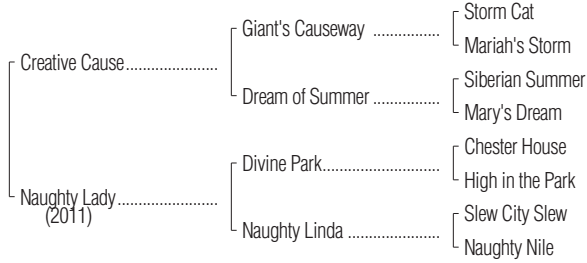 Storm Cat
Giant's Causeway ................
Mariah's Storm
Creative Cause......................
Siberian Summer
Dream of Summer ................
Mary's Dream
Chester House
Divine Park............................
High in the Park
Naughty Lady........................
(2011)
Slew City Slew
Naughty Linda ......................
Naughty Nile